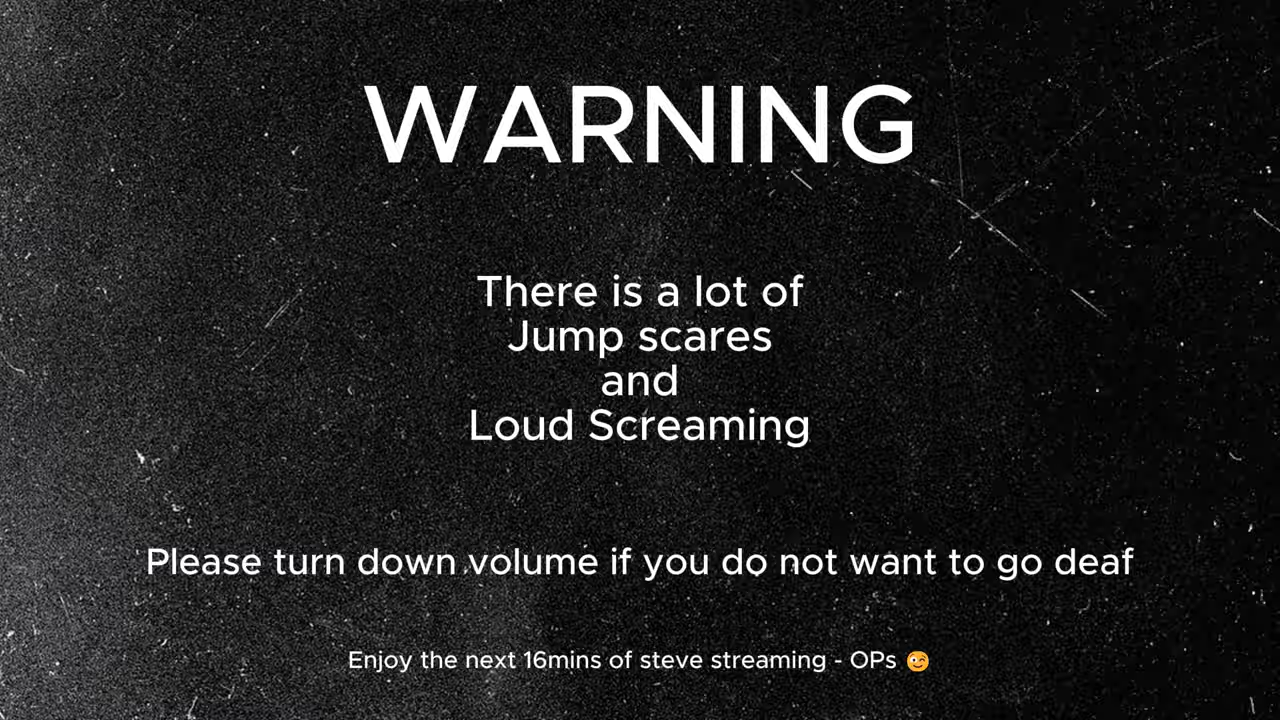 WARNING
There is a lot of
Jump scares
and
Loud Screaming
Please turn down volume if you do not want to go deaf
Enjoy the next 16mins of steve streaming - OPs 😉